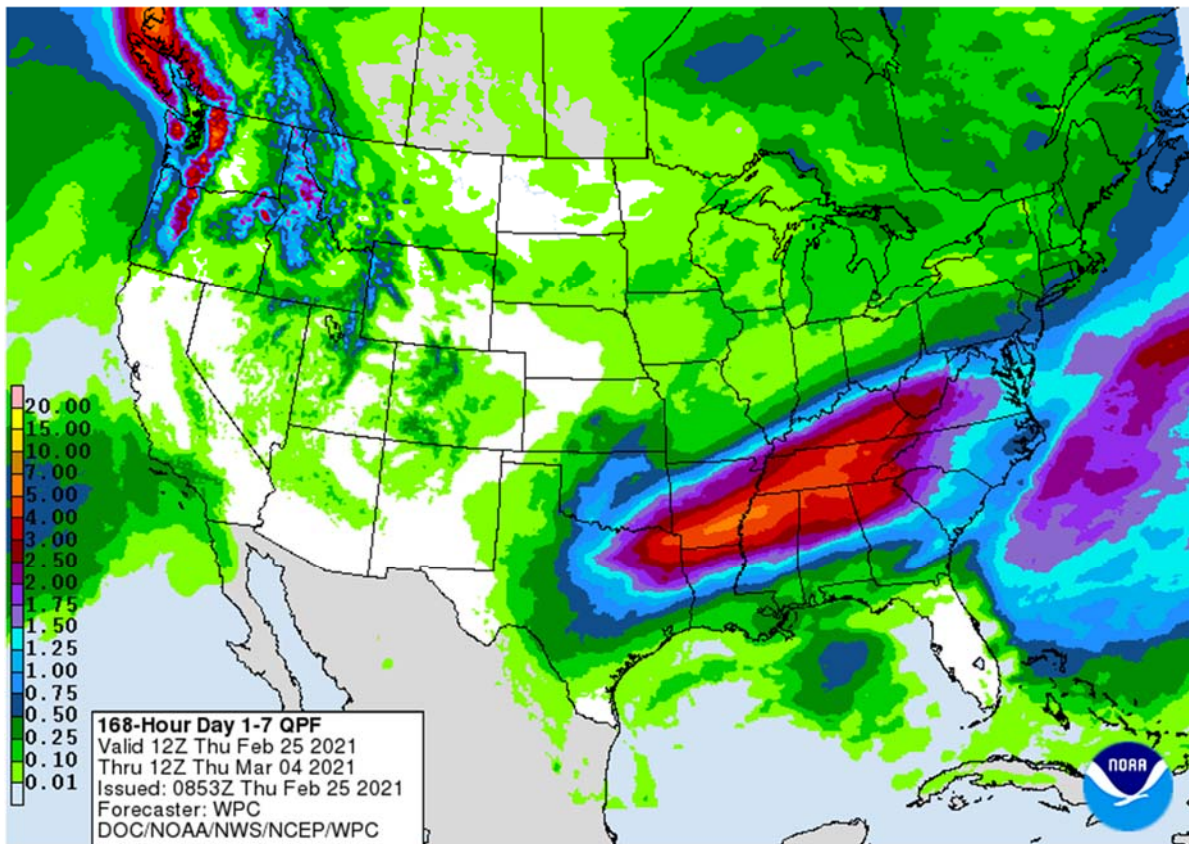 20.00
15.00
10.00
7.00
5.00
4.00
3.00
2.50
2.00
1.75
1.50
1.25
1.00
0.75
0.50
0.25
0.10
0.01
168-Hour Day 1-7 QPF
Valid 12Z Thu Feb 25 2021
Thru 12Z Thu Mar 04 2021
Issued: 0853Z Thu Feb 25 2021
Forecaster: WPC
DOC/NOAA/NWS/NCEP/WPC
NOAA